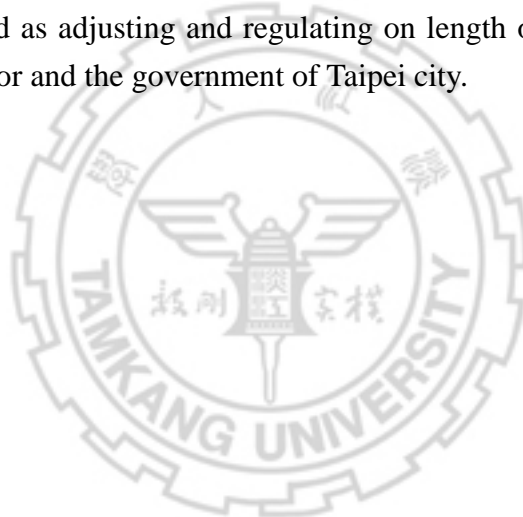 d as adjusting and regulating on length o
or and the government of Taipei city.
TAMKANG UNIVERSITY